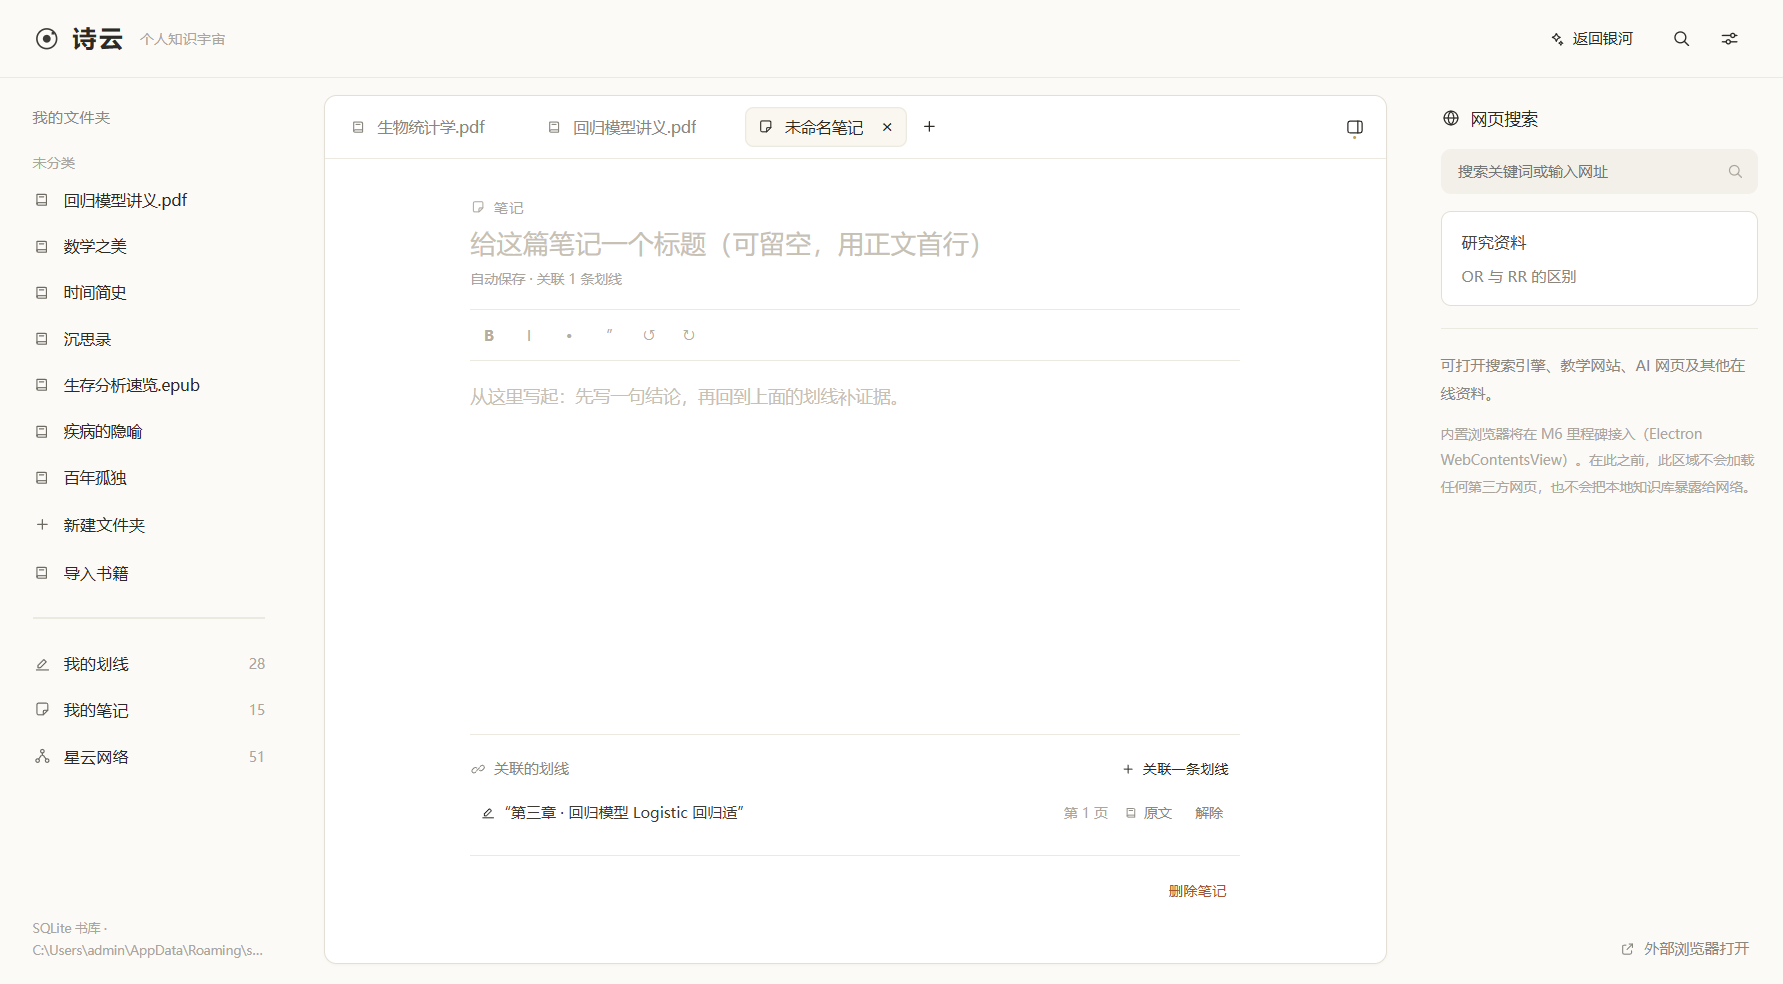 诗云
个人知识宇宙
返回银河
我的文件夹
未分类
回归模型讲义.pdf
数学之美
时间简史
沉思录
生存分析速览.epub
疾病的隐喻
百年孤独
新建文件夹
导入书籍
我的划线 28
我的笔记 15
星云网络 51
SQLite 书库 ·
C:\Users\admin\AppData\Roaming\s...
生物统计学.pdf
回归模型讲义.pdf
未命名笔记
笔记
给这篇笔记一个标题（可留空，用正文首行）
自动保存 · 关联 1 条划线
B I • ″ ↺ ↻
从这里写起：先写一句结论，再回到上面的划线补证据。
关联的划线
+ 关联一条划线
“第三章 · 回归模型 Logistic 回归适”
第 1 页 原文 解除
删除笔记
网页搜索
搜索关键词或输入网址
研究资料
OR 与 RR 的区别
可打开搜索引擎、教学网站、AI 网页及其他在
线资料。
内置浏览器将在 M6 里程碑接入（Electron
WebContentsView）。在此之前，此区域不会加载
任何第三方网页，也不会把本地知识库暴露给网络。
外部浏览器打开